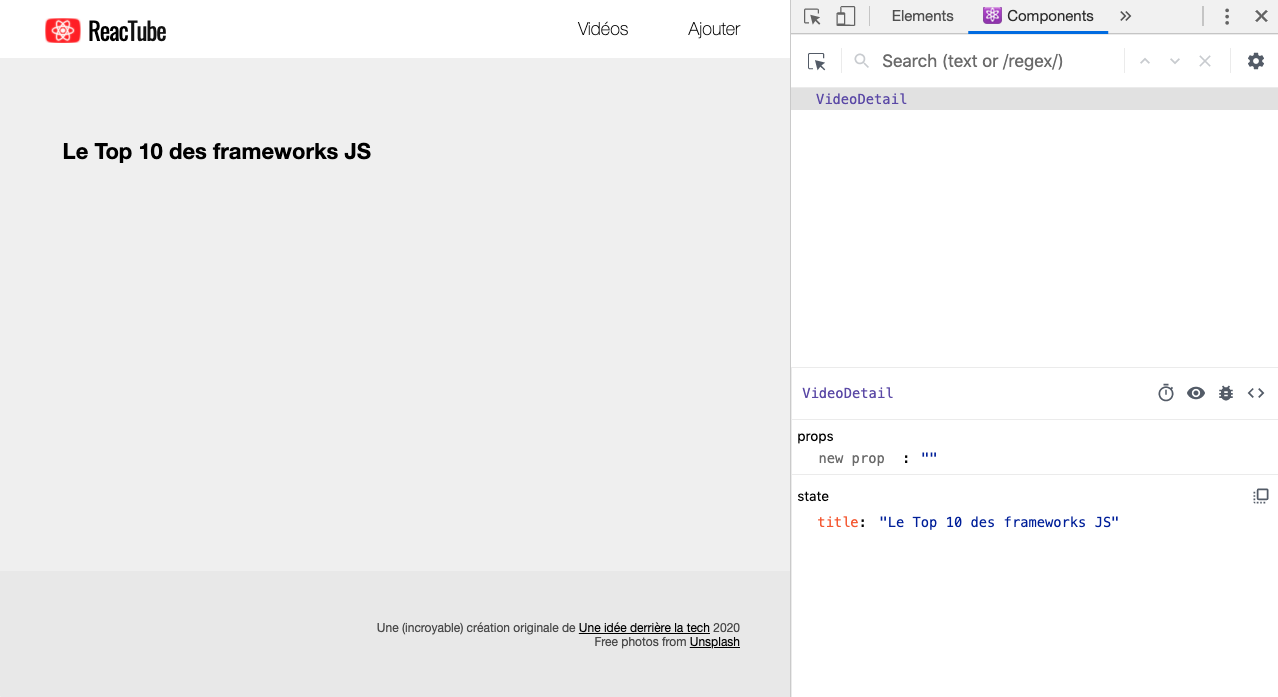 ReacTube
Vidéos
Ajouter
Le Top 10 des frameworks JS
Une (incroyable) création originale de Une idée derrière la tech 2020
Free photos from Unsplash
Elements
Components
Search (text or /regex/)
VideoDetail
VideoDetail
props
new prop : ""
state
title: "Le Top 10 des frameworks JS"